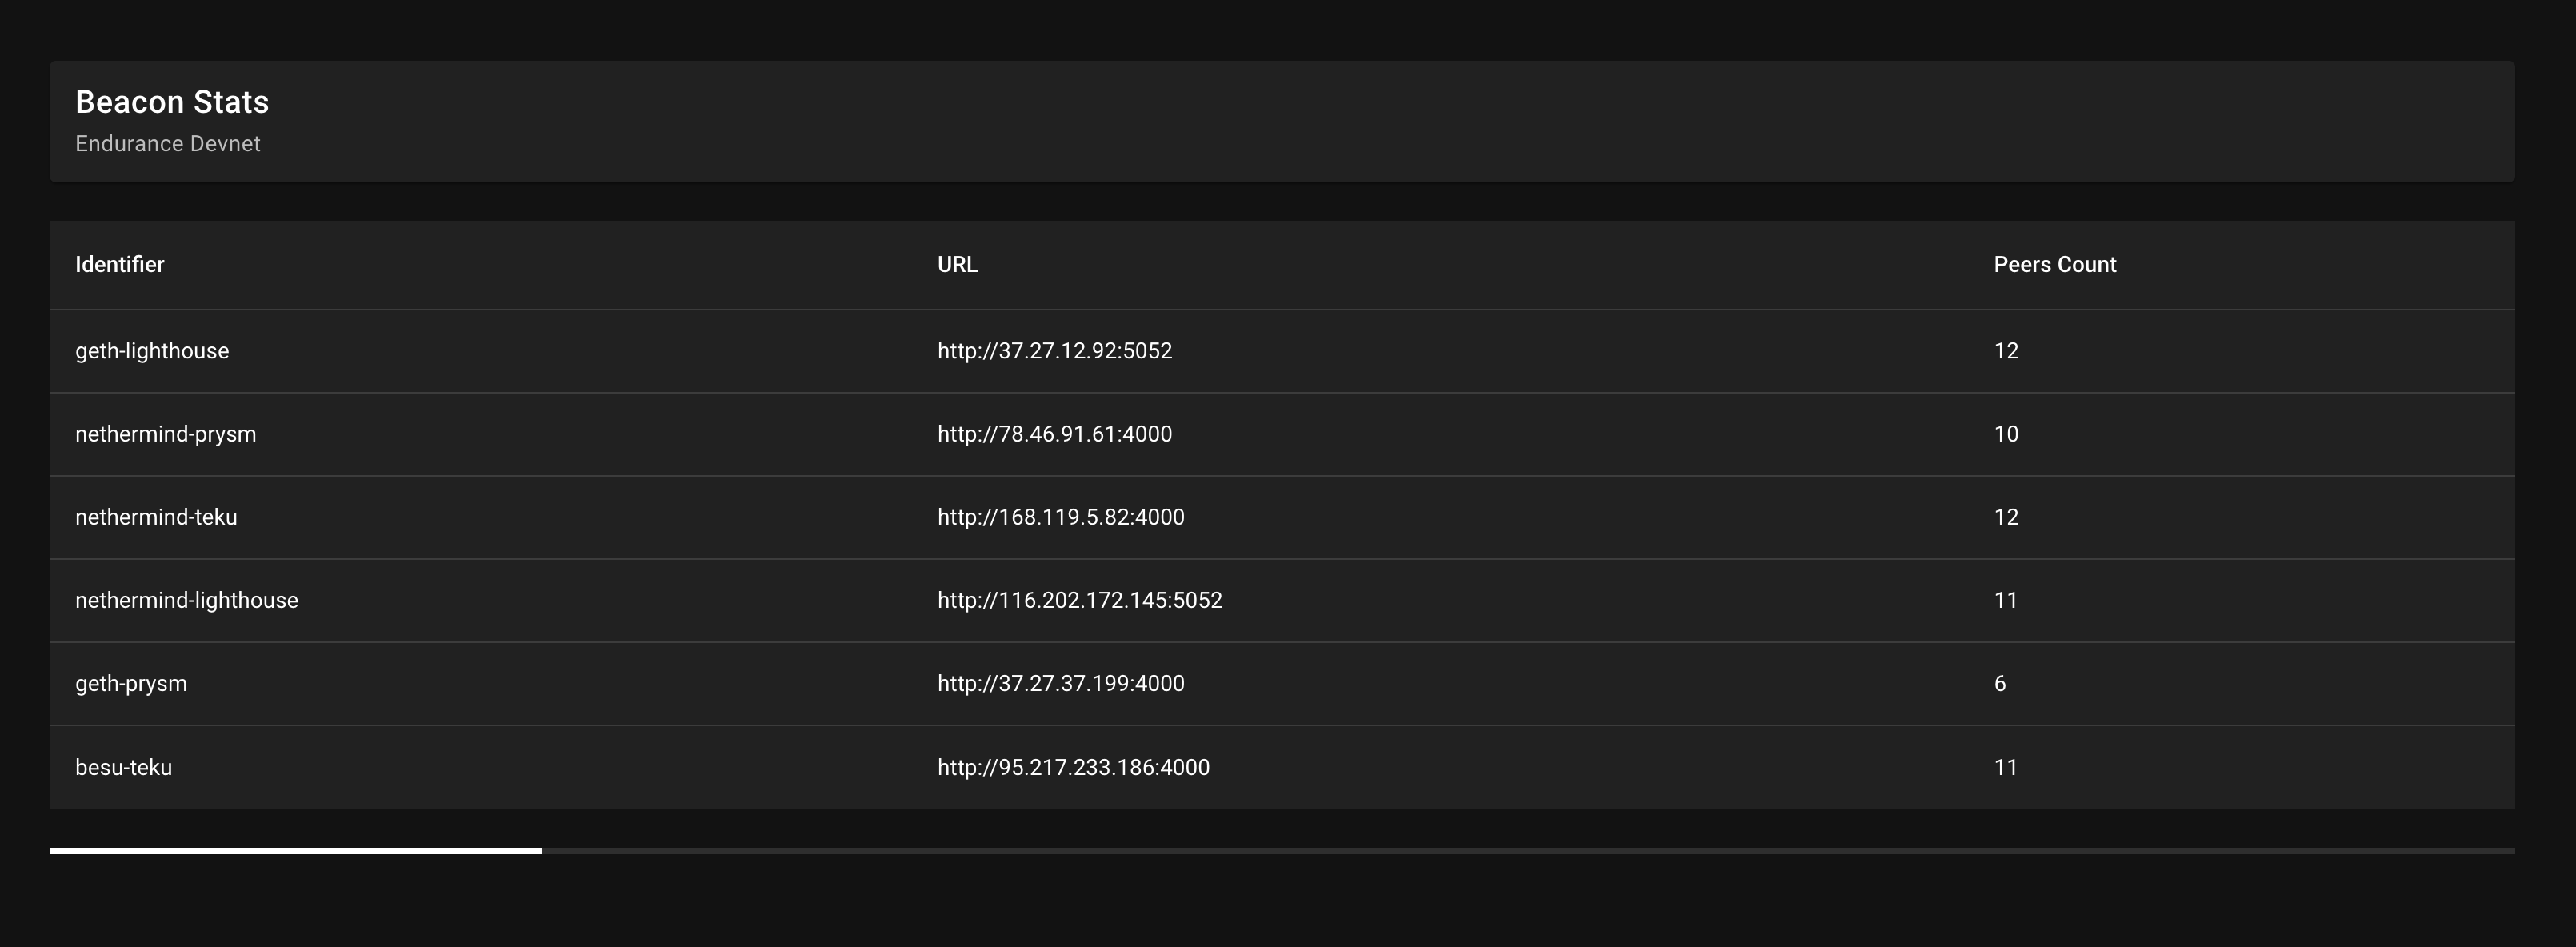 Beacon Stats
Endurance Devnet
Identifier URL Peers Count
geth-lighthouse http://37.27.12.92:5052 12
nethermind-prysm http://78.46.91.61:4000 10
nethermind-teku http://168.119.5.82:4000 12
nethermind-lighthouse http://116.202.172.145:5052 11
geth-prysm http://37.27.37.199:4000 6
besu-teku http://95.217.233.186:4000 11